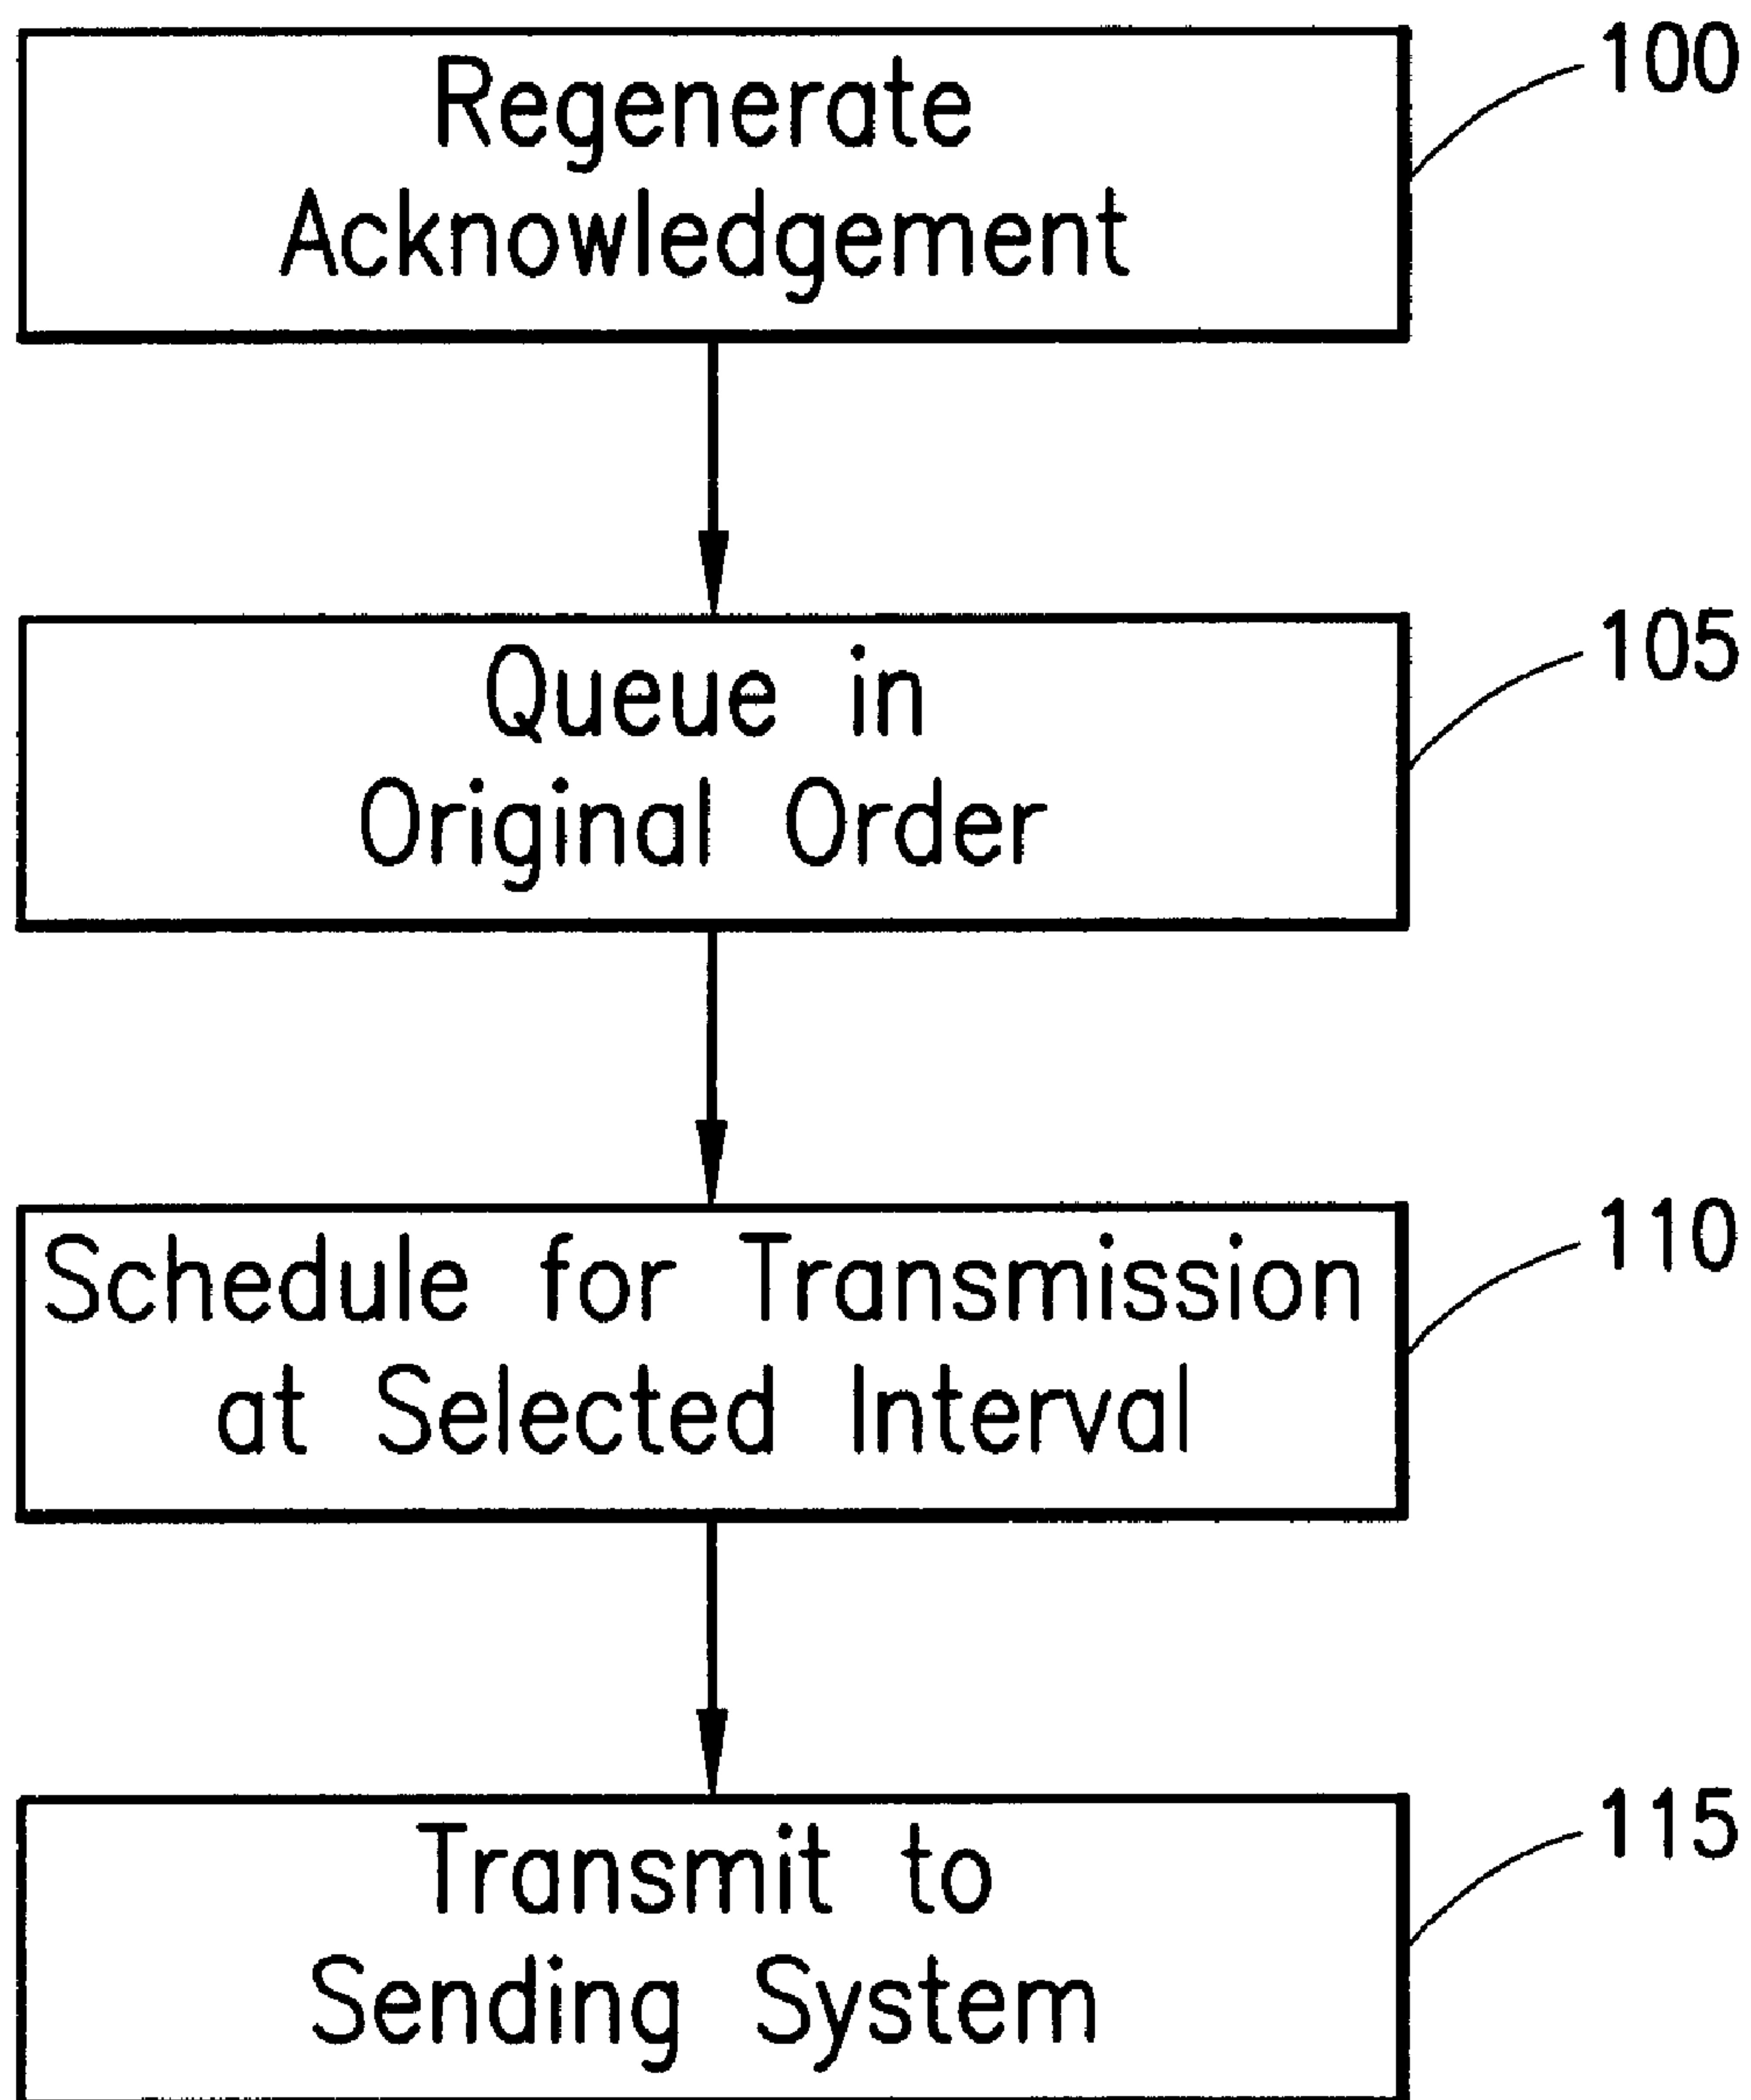 Regenerate
Acknowledgement
100
Queue in
Original Order
105
Schedule for Transmission
at Selected Interval
110
Transmit to
Sending System
115